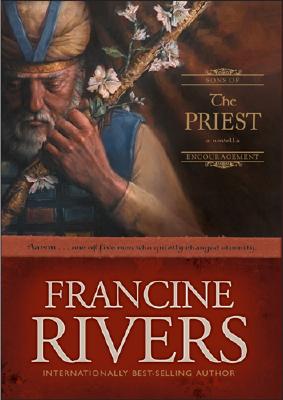 SONS OF
The
PRIEST
a novella
ENCOURAGEMENT
Aaron . . . one of five men who quietly changed eternity.
FRANCINE
RIVERS
INTERNATIONALLY BEST-SELLING AUTHOR